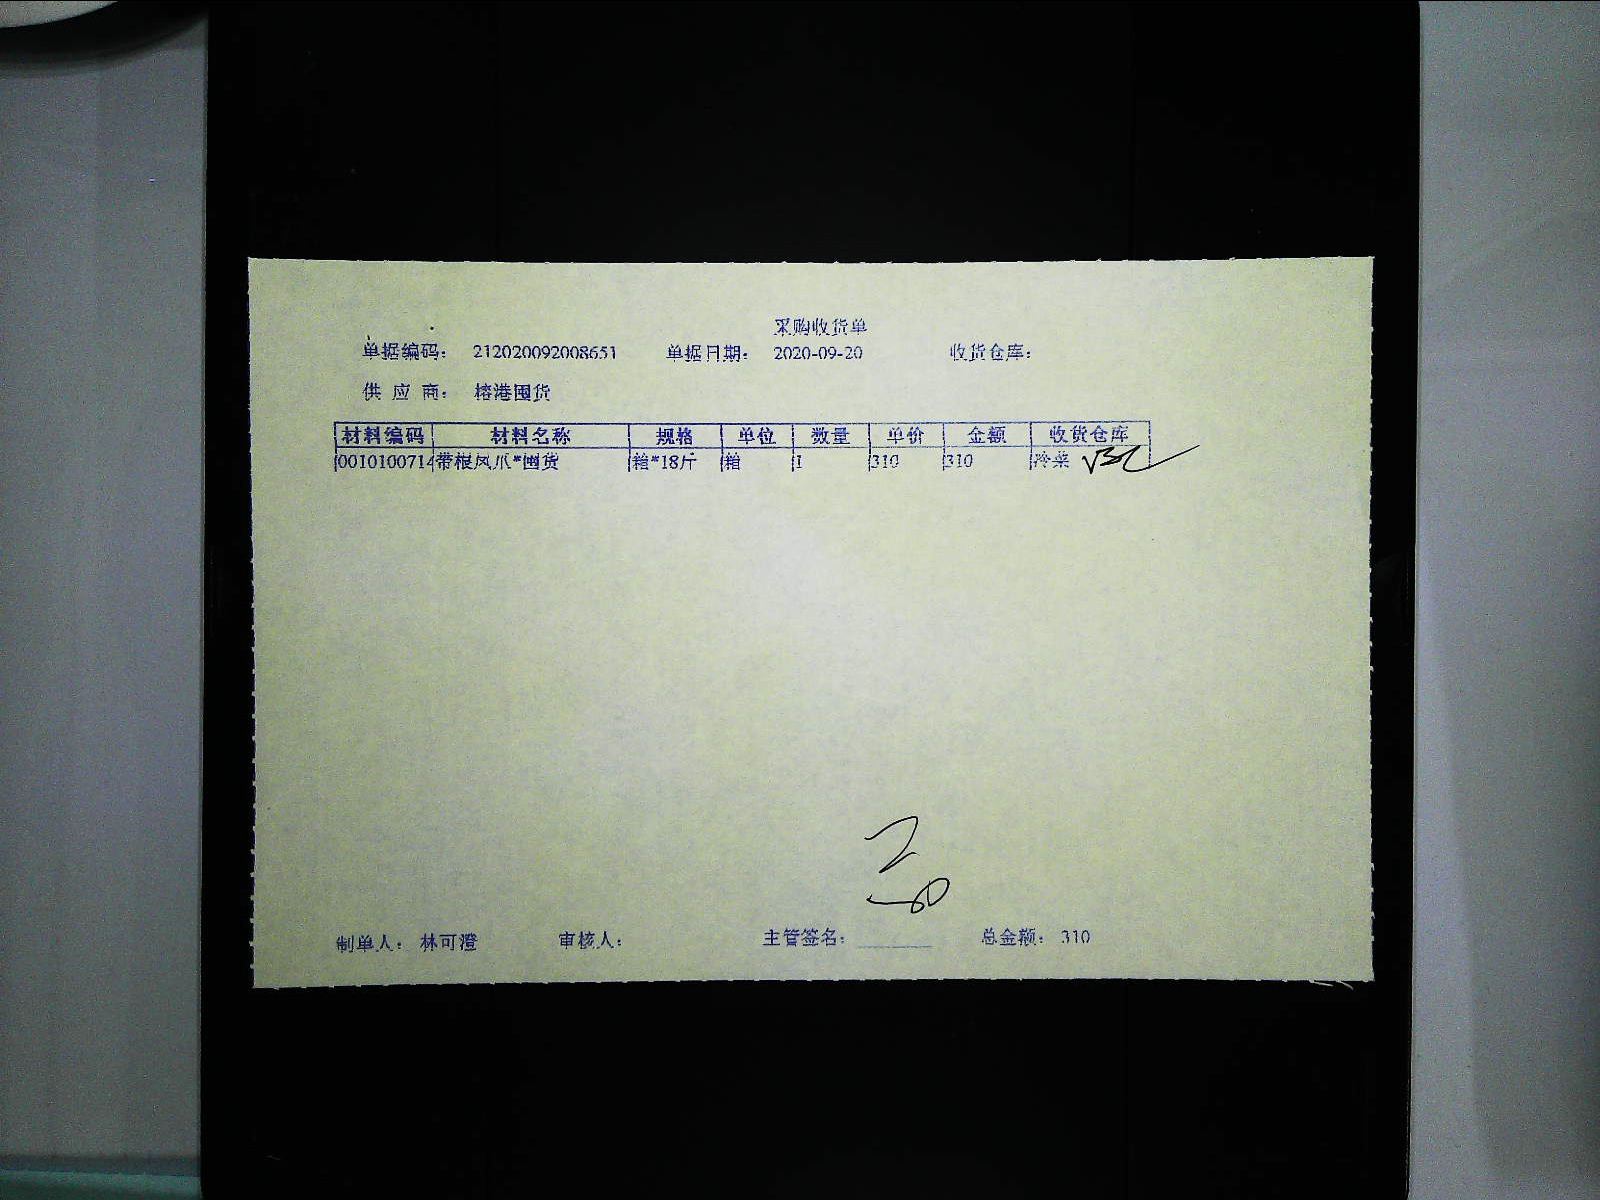 采购收货单
单据编码： 212020092008651 单据日期： 2020-09-20 收货仓库：
供 应 商： 榕港囤货
材料编码 材料名称 规格 单位 数量 单价 金额 收货仓库
0010100714 带根凤爪*囤货 箱*18斤 箱 1 310 310 冷菜
制单人： 林可澄 审核人： 主管签名： 总金额： 310